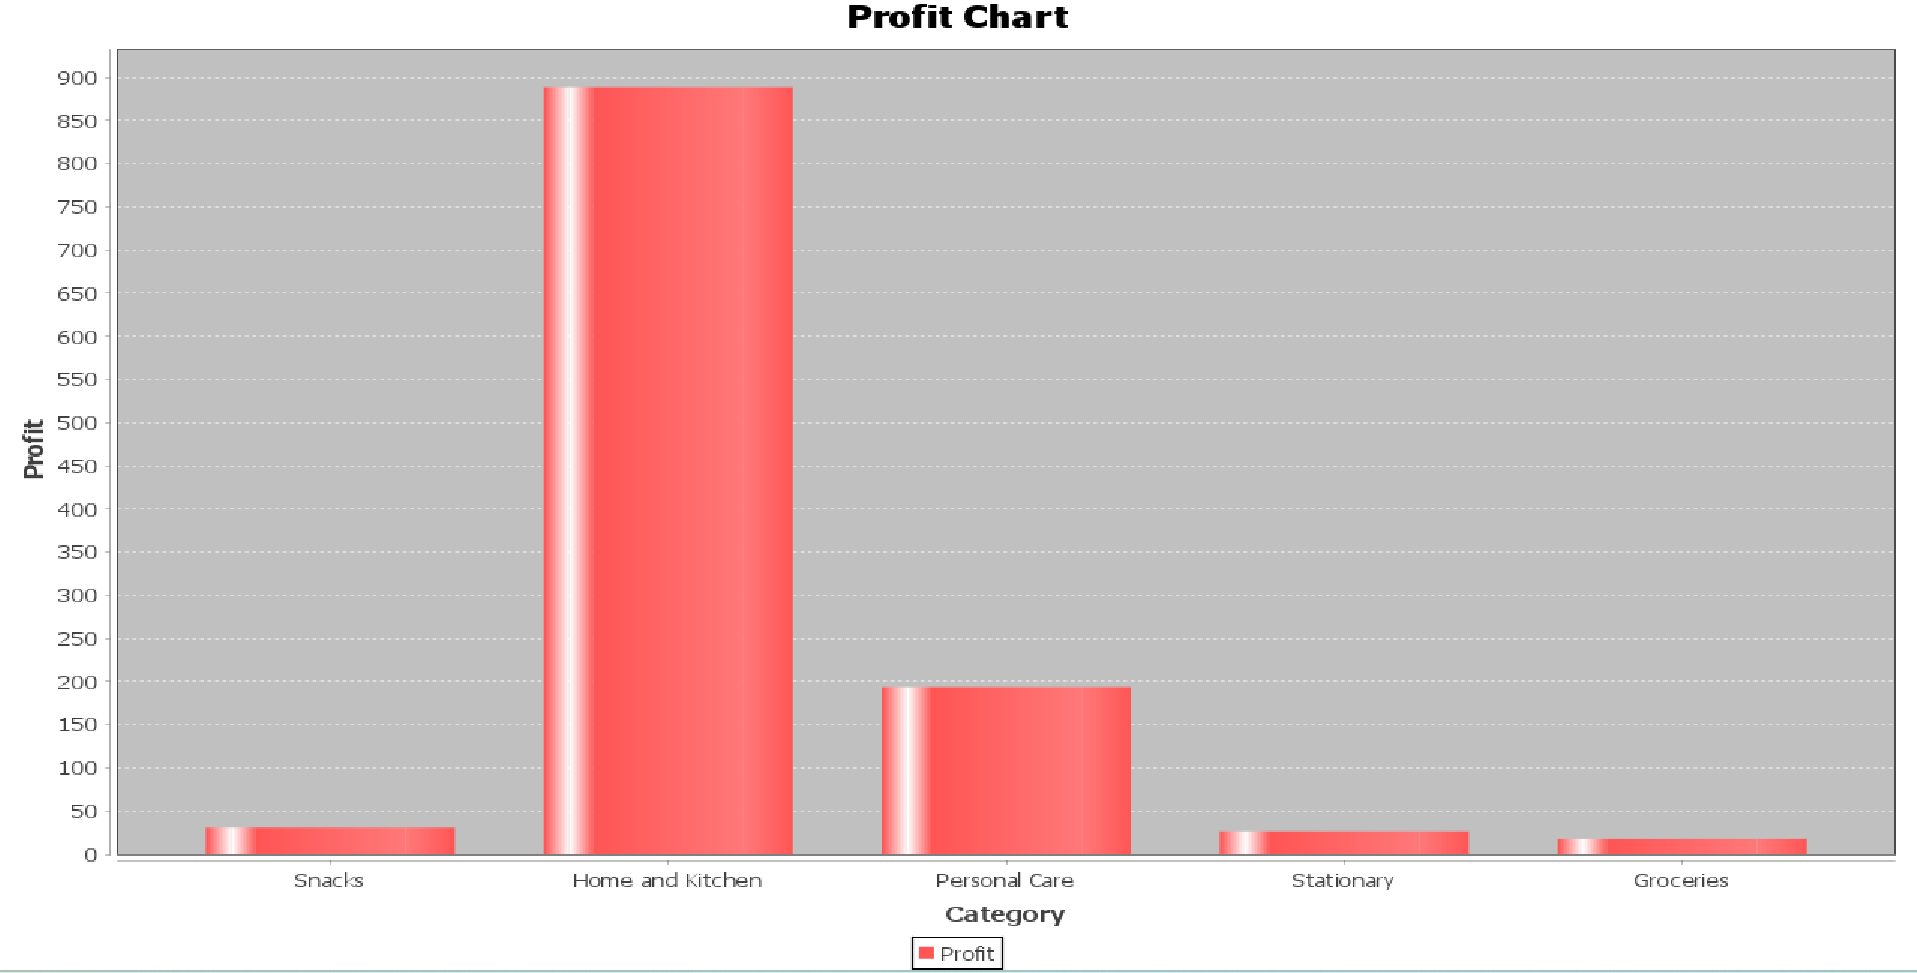 Profit Chart
900
850
800
750
700
650
600
550
500
450
400
350
300
250
200
150
100
50
0
Profit
Snacks
Home and Kitchen
Personal Care
Stationary
Groceries
Category
Profit